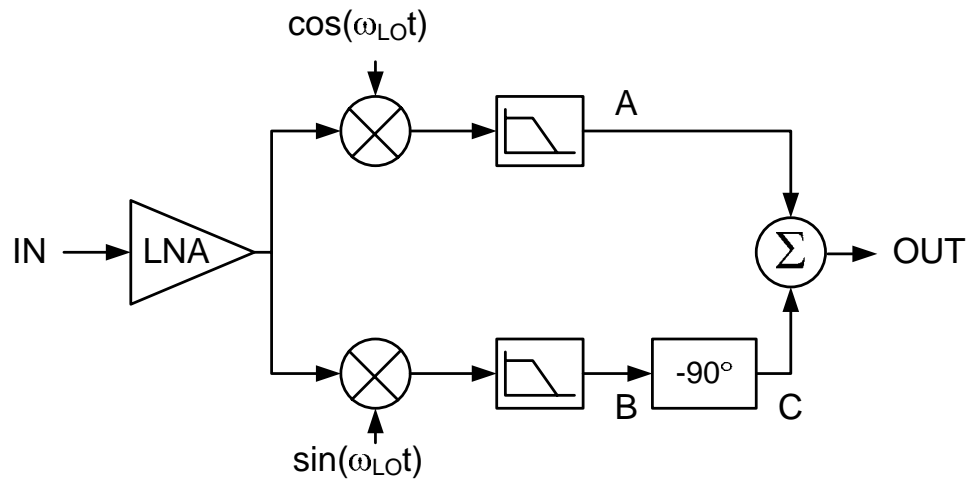 cos(ωLOt)
A
IN
LNA
Σ
OUT
-90°
B
C
sin(ωLOt)